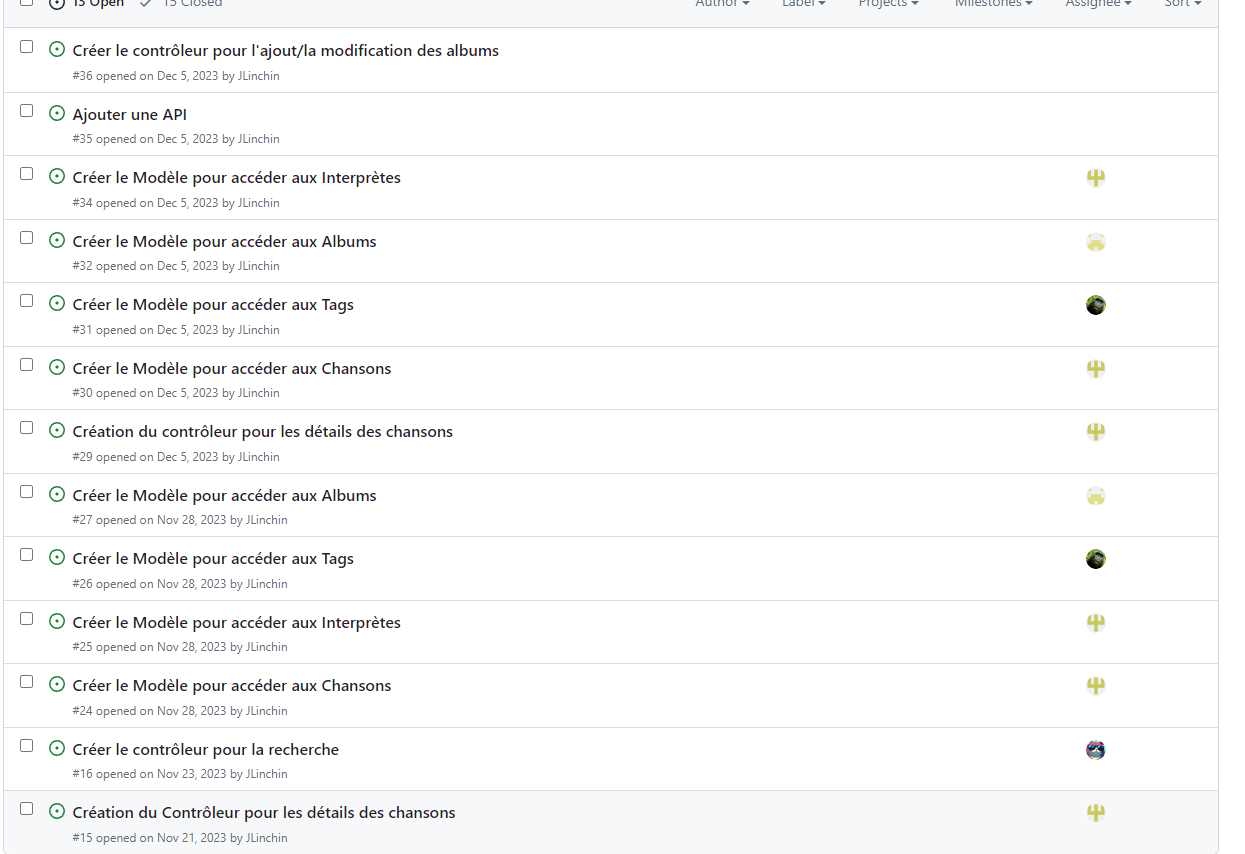 13 Open 15 Closed Author Label Projects Milestones Assignee Sort
Créer le contrôleur pour l'ajout/la modification des albums
#36 opened on Dec 5, 2023 by JLinchin
Ajouter une API
#35 opened on Dec 5, 2023 by JLinchin
Créer le Modèle pour accéder aux Interprètes
#34 opened on Dec 5, 2023 by JLinchin
Créer le Modèle pour accéder aux Albums
#32 opened on Dec 5, 2023 by JLinchin
Créer le Modèle pour accéder aux Tags
#31 opened on Dec 5, 2023 by JLinchin
Créer le Modèle pour accéder aux Chansons
#30 opened on Dec 5, 2023 by JLinchin
Création du contrôleur pour les détails des chansons
#29 opened on Dec 5, 2023 by JLinchin
Créer le Modèle pour accéder aux Albums
#27 opened on Nov 28, 2023 by JLinchin
Créer le Modèle pour accéder aux Tags
#26 opened on Nov 28, 2023 by JLinchin
Créer le Modèle pour accéder aux Interprètes
#25 opened on Nov 28, 2023 by JLinchin
Créer le Modèle pour accéder aux Chansons
#24 opened on Nov 28, 2023 by JLinchin
Créer le contrôleur pour la recherche
#16 opened on Nov 23, 2023 by JLinchin
Création du Contrôleur pour les détails des chansons
#15 opened on Nov 21, 2023 by JLinchin